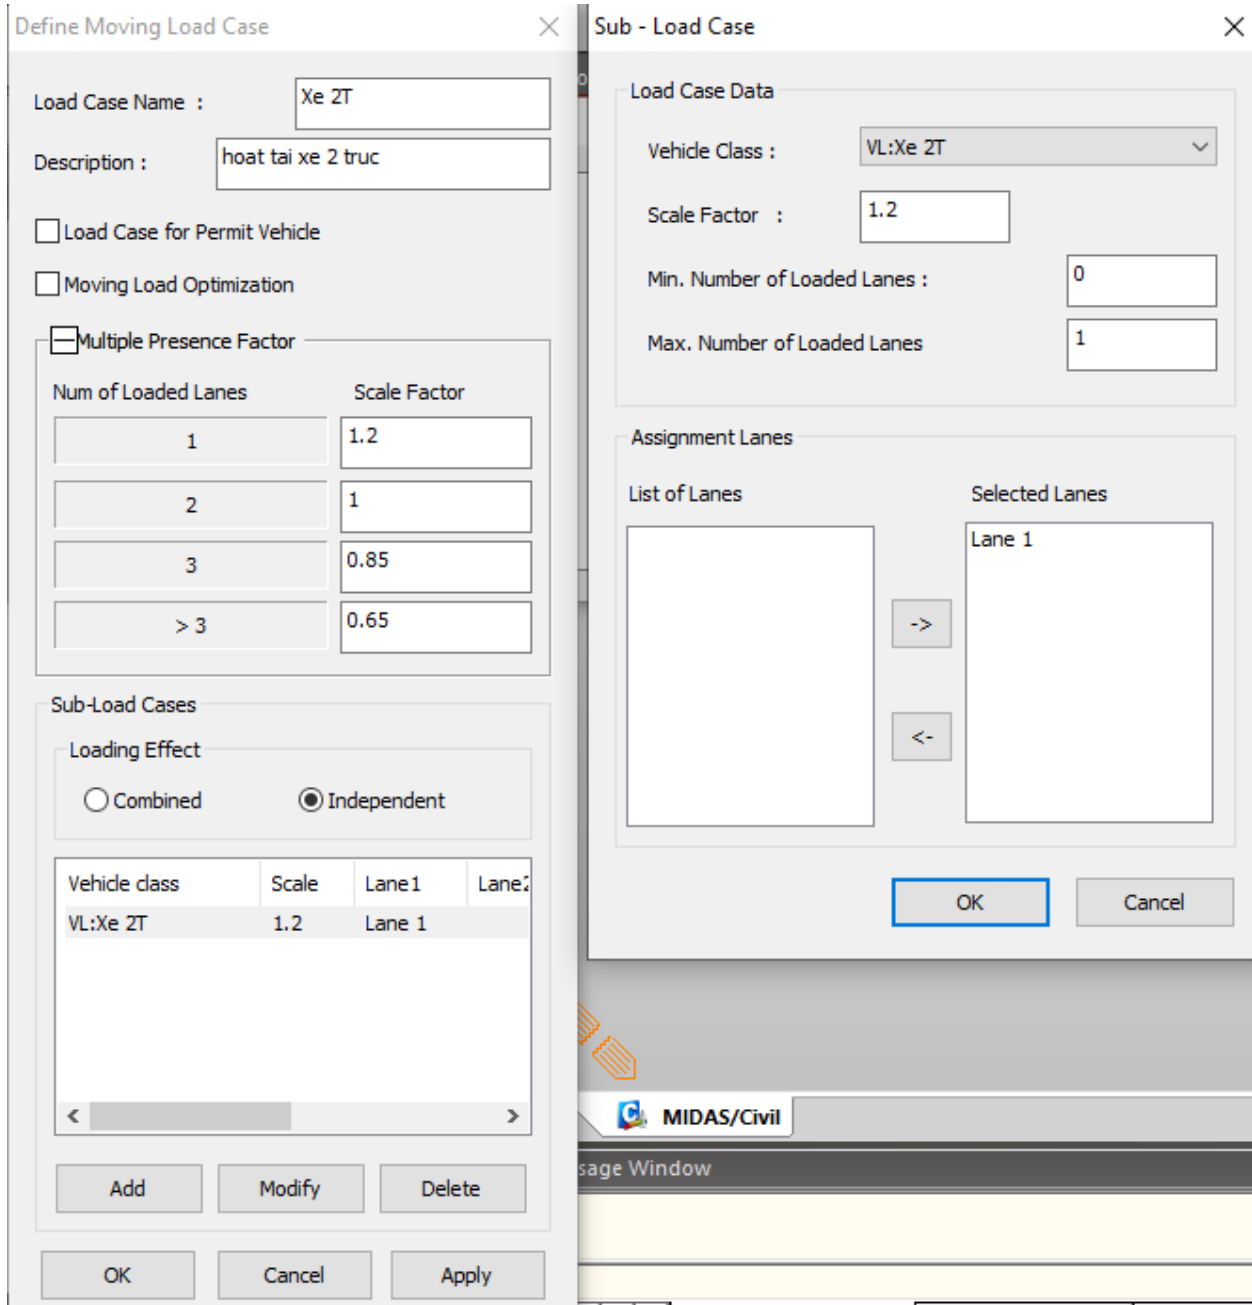 Define Moving Load Case
Load Case Name :
Xe 2T
Description :
hoat tai xe 2 truc
Load Case for Permit Vehicle
Moving Load Optimization
Multiple Presence Factor
Num of Loaded Lanes Scale Factor
1 1.2
2 1
3 0.85
> 3 0.65
Sub-Load Cases
Loading Effect
Combined Independent
Vehicle class Scale Lane1 Lane2
VL:Xe 2T 1.2 Lane 1
< >
Add Modify Delete
OK Cancel Apply
Sub - Load Case
Load Case Data
Vehicle Class : VL:Xe 2T
Scale Factor : 1.2
Min. Number of Loaded Lanes : 0
Max. Number of Loaded Lanes 1
Assignment Lanes
List of Lanes Selected Lanes
Lane 1
->
<-
OK Cancel
MIDAS/Civil
sage Window